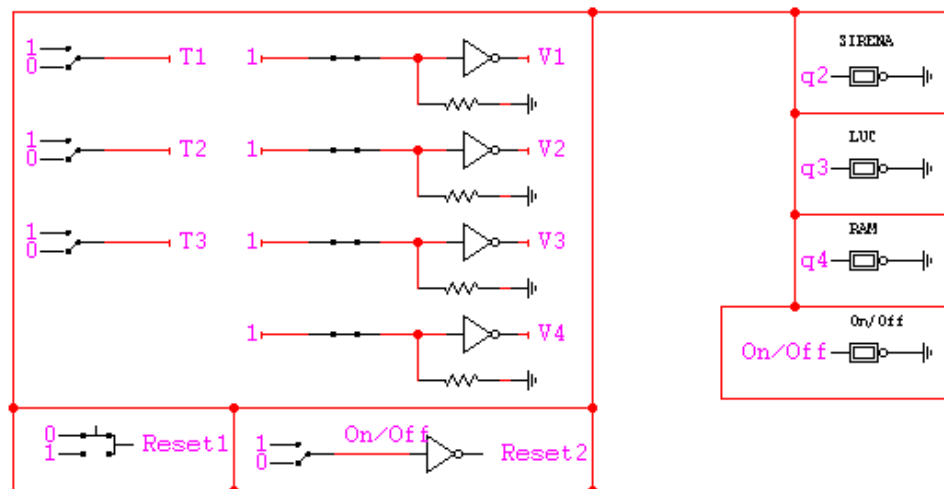 1
0
T1
1
V1
1
0
T2
1
V2
1
0
T3
1
V3
1
V4
0
1
Reset1
1
0
On/Off
Reset2
SIRENA
q2
LUC
q3
RAM
q4
On/Off
On/Off